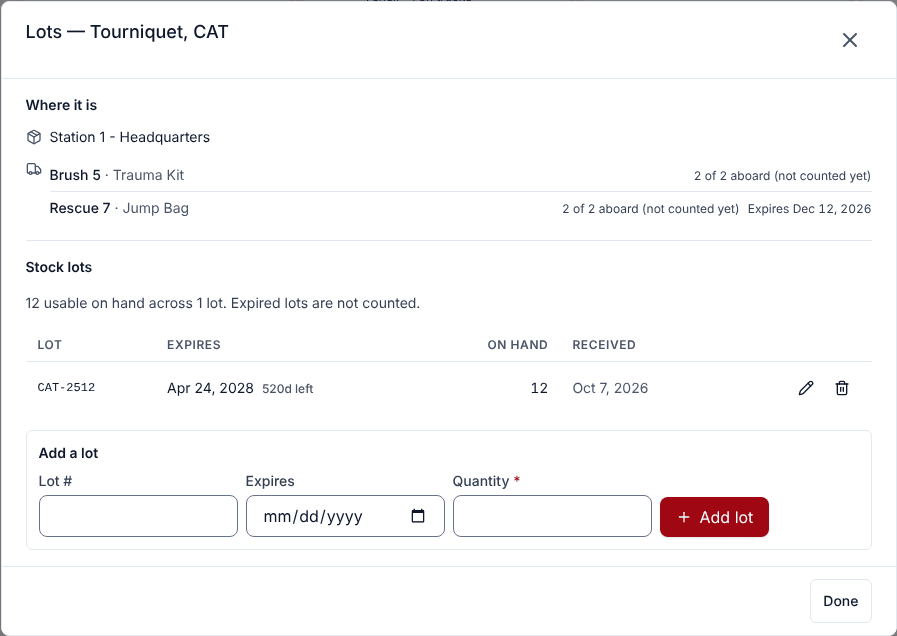 Lots — Tourniquet, CAT
Where it is
Station 1 - Headquarters
Brush 5 · Trauma Kit 2 of 2 aboard (not counted yet)
Rescue 7 · Jump Bag 2 of 2 aboard (not counted yet) Expires Dec 12, 2026
Stock lots
12 usable on hand across 1 lot. Expired lots are not counted.
LOT EXPIRES ON HAND RECEIVED
CAT-2512 Apr 24, 2028 520d left 12 Oct 7, 2026
Add a lot
Lot # Expires Quantity *
mm/dd/yyyy + Add lot
Done